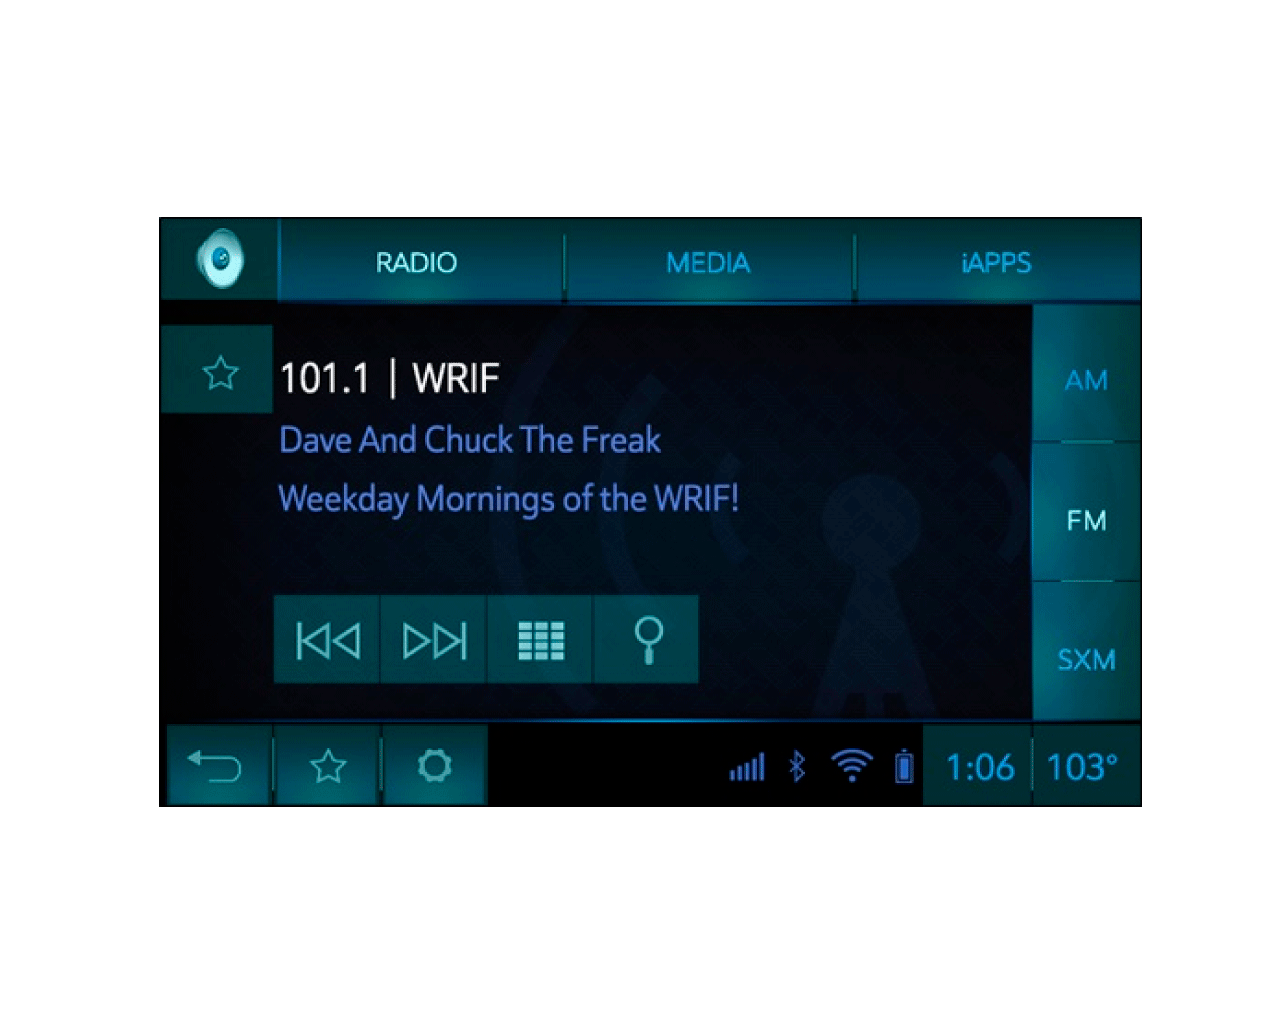 RADIO MEDIA iAPPS
101.1 | WRIF
AM
Dave And Chuck The Freak
Weekday Mornings of the WRIF!
FM
SXM
1:06 103°